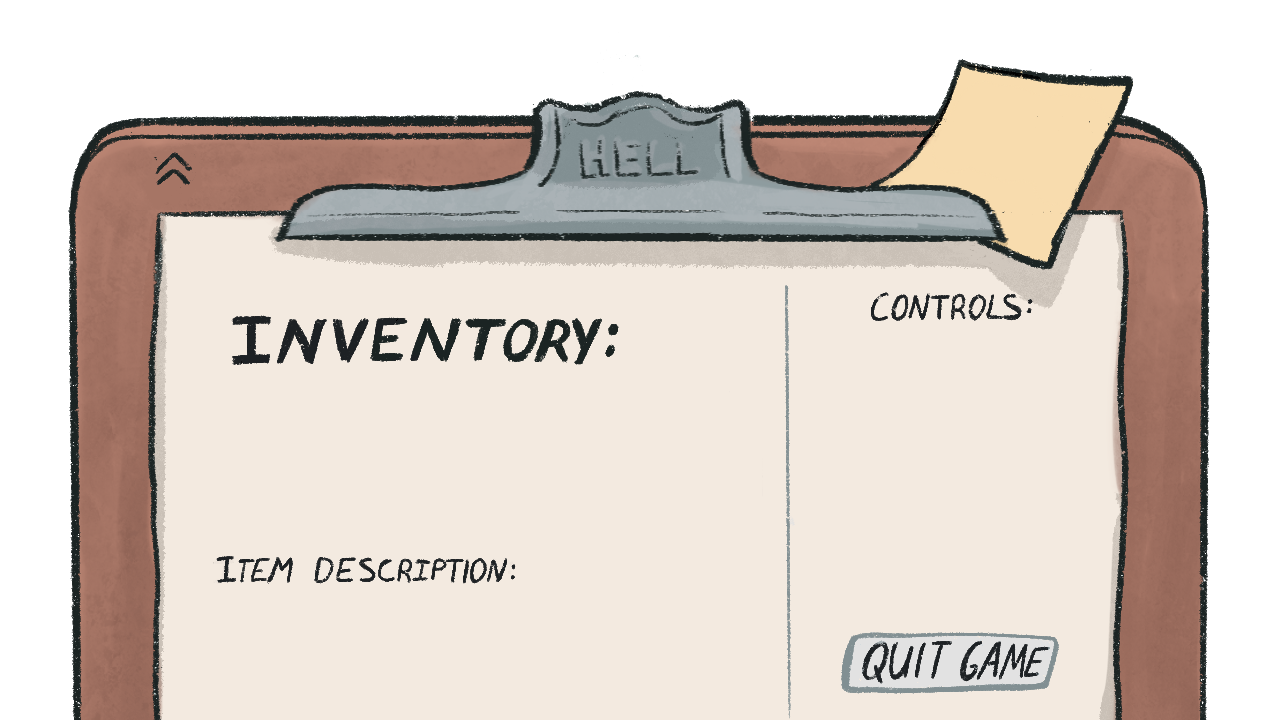 HELL
INVENTORY:
CONTROLS:
ITEM DESCRIPTION:
QUIT GAME